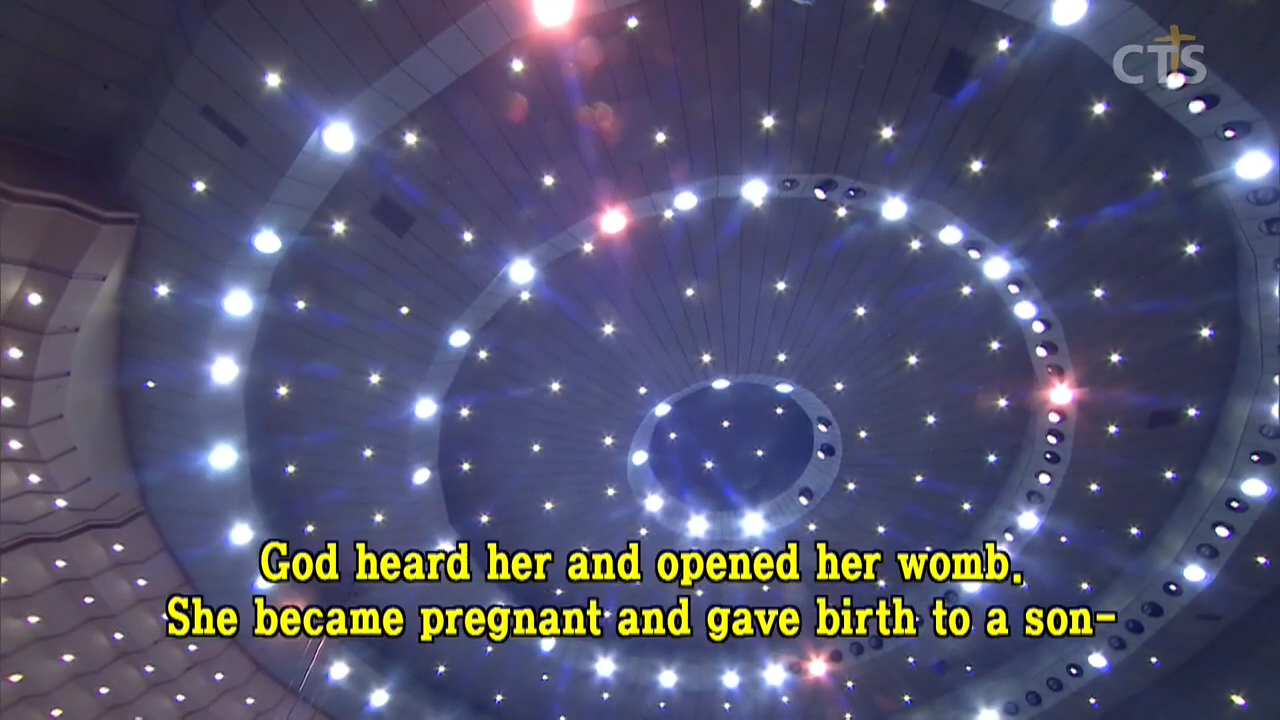 CTS
God heard her and opened her womb.
She became pregnant and gave birth to a son-